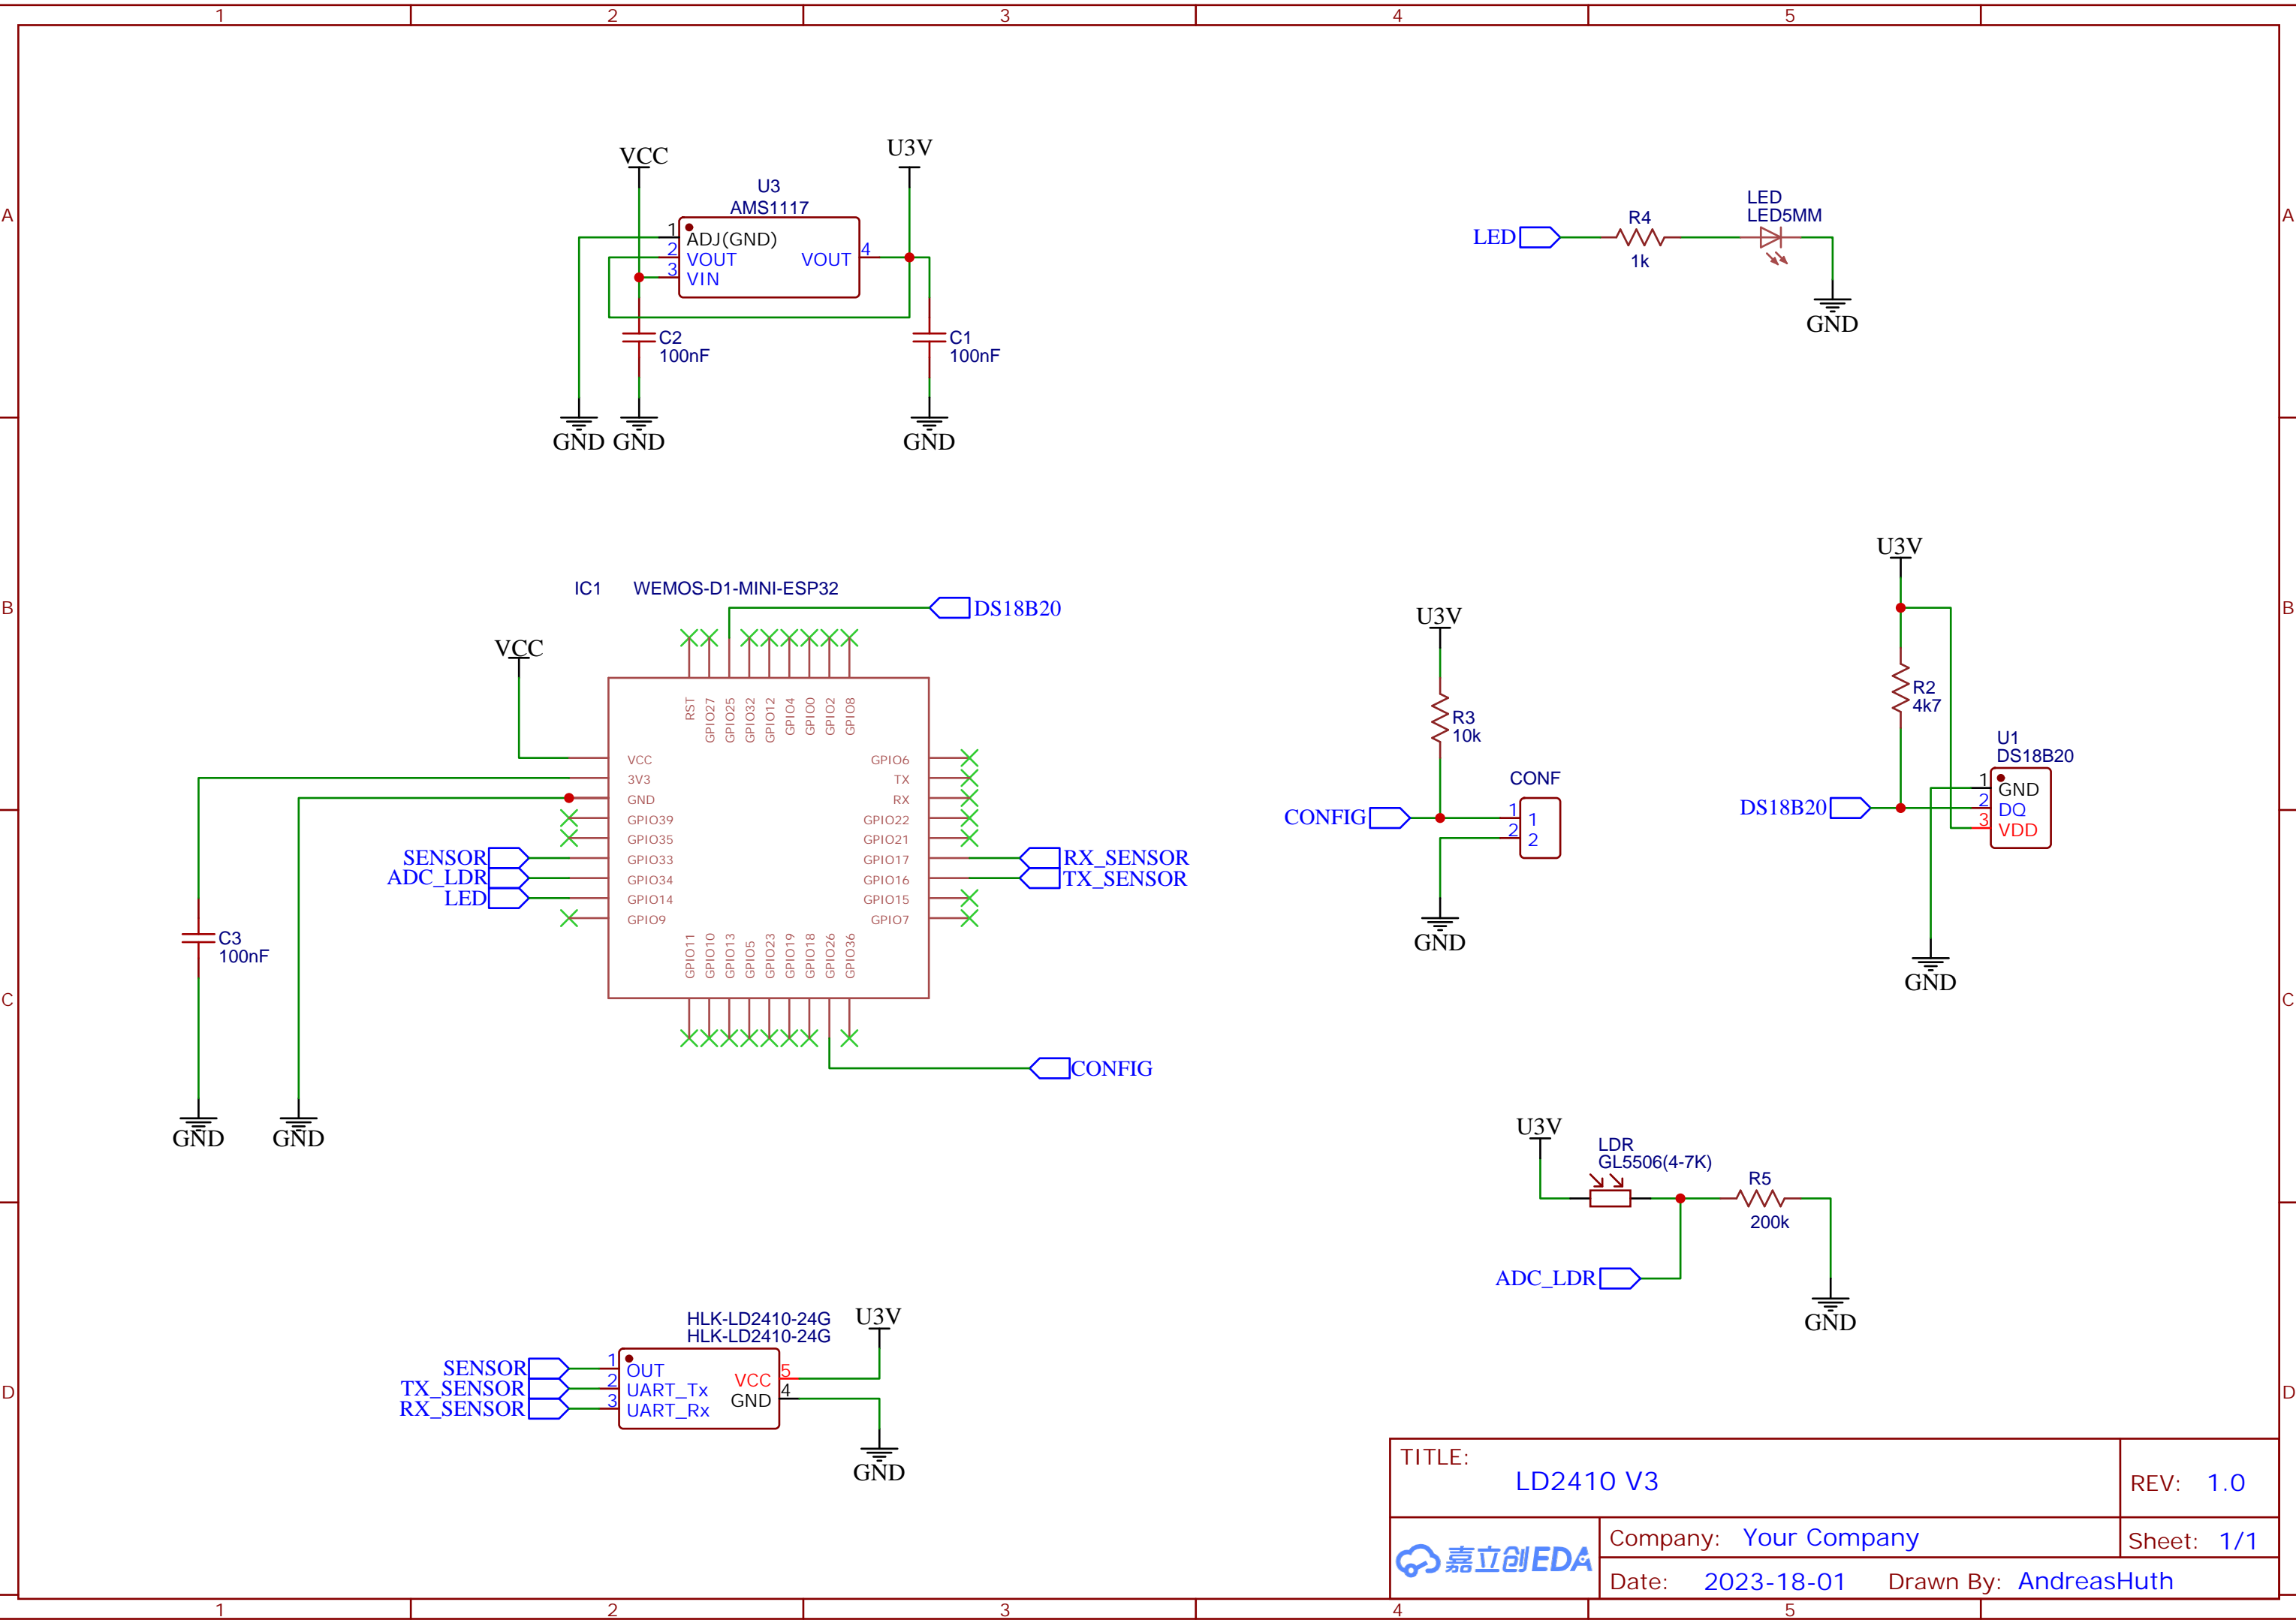 1 2 3 4 5
A
B
C
D
A
B
C
D
VCC
U3V
U3
AMS1117
1
2
3
4
ADJ(GND)
VOUT
VIN
VOUT
C2
100nF
C1
100nF
GND
GND
GND
LED
R4
1k
LED
LED5MM
GND
IC1 WEMOS-D1-MINI-ESP32
DS18B20
VCC
RST
GPIO27
GPIO25
GPIO32
GPIO12
GPIO4
GPIO0
GPIO2
GPIO8
VCC
3V3
GND
GPIO39
GPIO35
GPIO33
GPIO34
GPIO14
GPIO9
GPIO6
TX
RX
GPIO22
GPIO21
GPIO17
GPIO16
GPIO15
GPIO7
GPIO11
GPIO10
GPIO13
GPIO5
GPIO23
GPIO19
GPIO18
GPIO26
GPIO36
SENSOR
ADC_LDR
LED
RX_SENSOR
TX_SENSOR
CONFIG
C3
100nF
GND
GND
U3V
R3
10k
CONFIG
CONF
1
2
1
2
GND
U3V
R2
4k7
DS18B20
U1
DS18B20
1
2
3
GND
DQ
VDD
GND
U3V
LDR
GL5506(4-7K)
R5
200k
ADC_LDR
GND
HLK-LD2410-24G
HLK-LD2410-24G
U3V
SENSOR
TX_SENSOR
RX_SENSOR
1
2
3
OUT
UART_Tx
UART_Rx
VCC
GND
5
4
GND
TITLE:
LD2410 V3
REV: 1.0
嘉立创EDA
Company: Your Company
Sheet: 1/1
Date: 2023-18-01
Drawn By: AndreasHuth
1 2 3 4 5